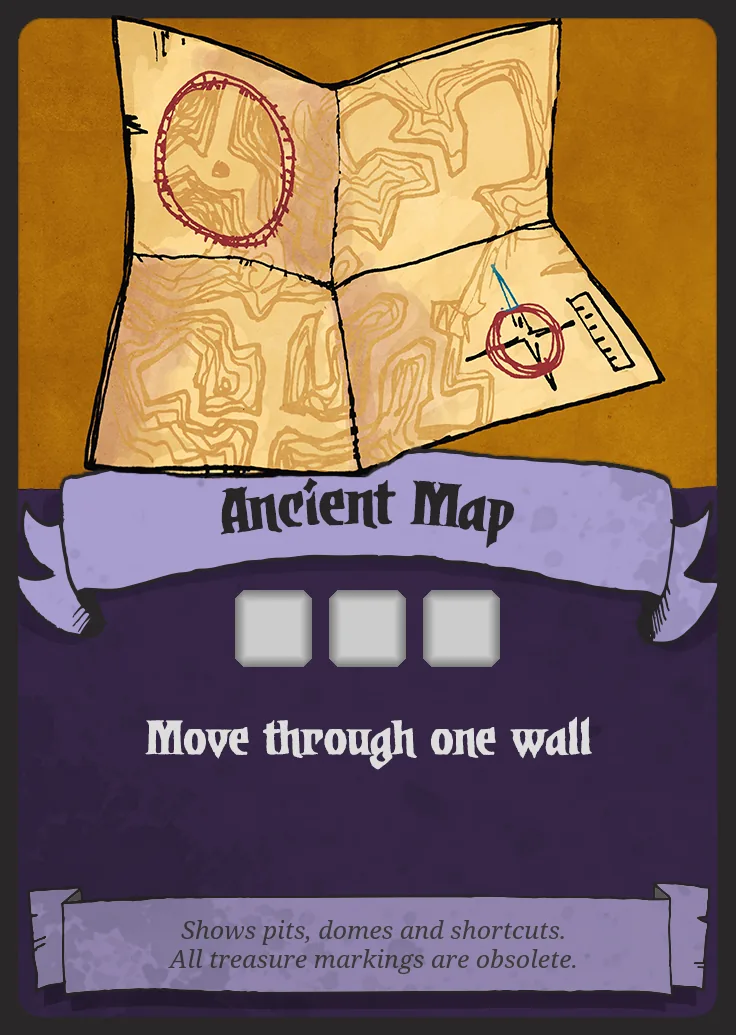 Ancient Map
Move through one wall
Shows pits, domes and shortcuts.
All treasure markings are obsolete.